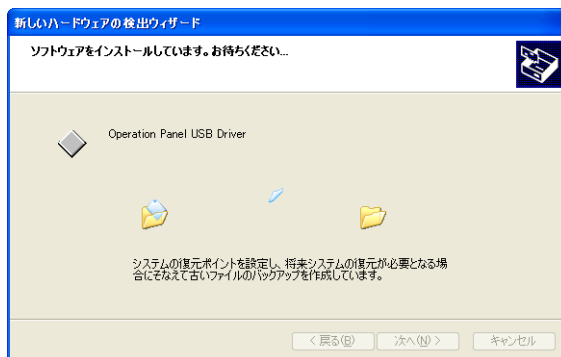 新しいハードウェアの検出ウィザード
ソフトウェアをインストールしています。お待ちください...
Operation Panel USB Driver
システムの復元ポイントを設定し、将来システムの復元が必要となる場
合にそなえて古いファイルのバックアップを作成しています。
< 戻る(B) 次へ(N) > キャンセル